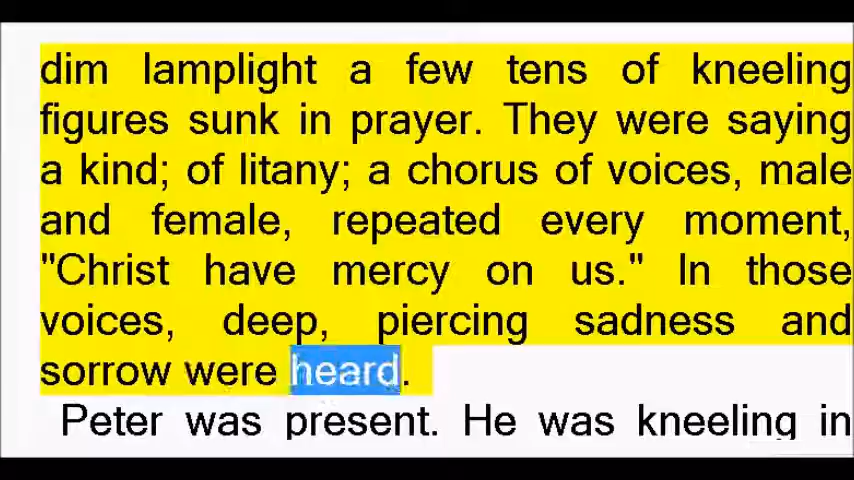 dim lamplight a few tens of kneeling
figures sunk in prayer. They were saying
a kind; of litany; a chorus of voices, male
and female, repeated every moment,
"Christ have mercy on us." In those
voices, deep, piercing sadness and
sorrow were heard.
Peter was present. He was kneeling in